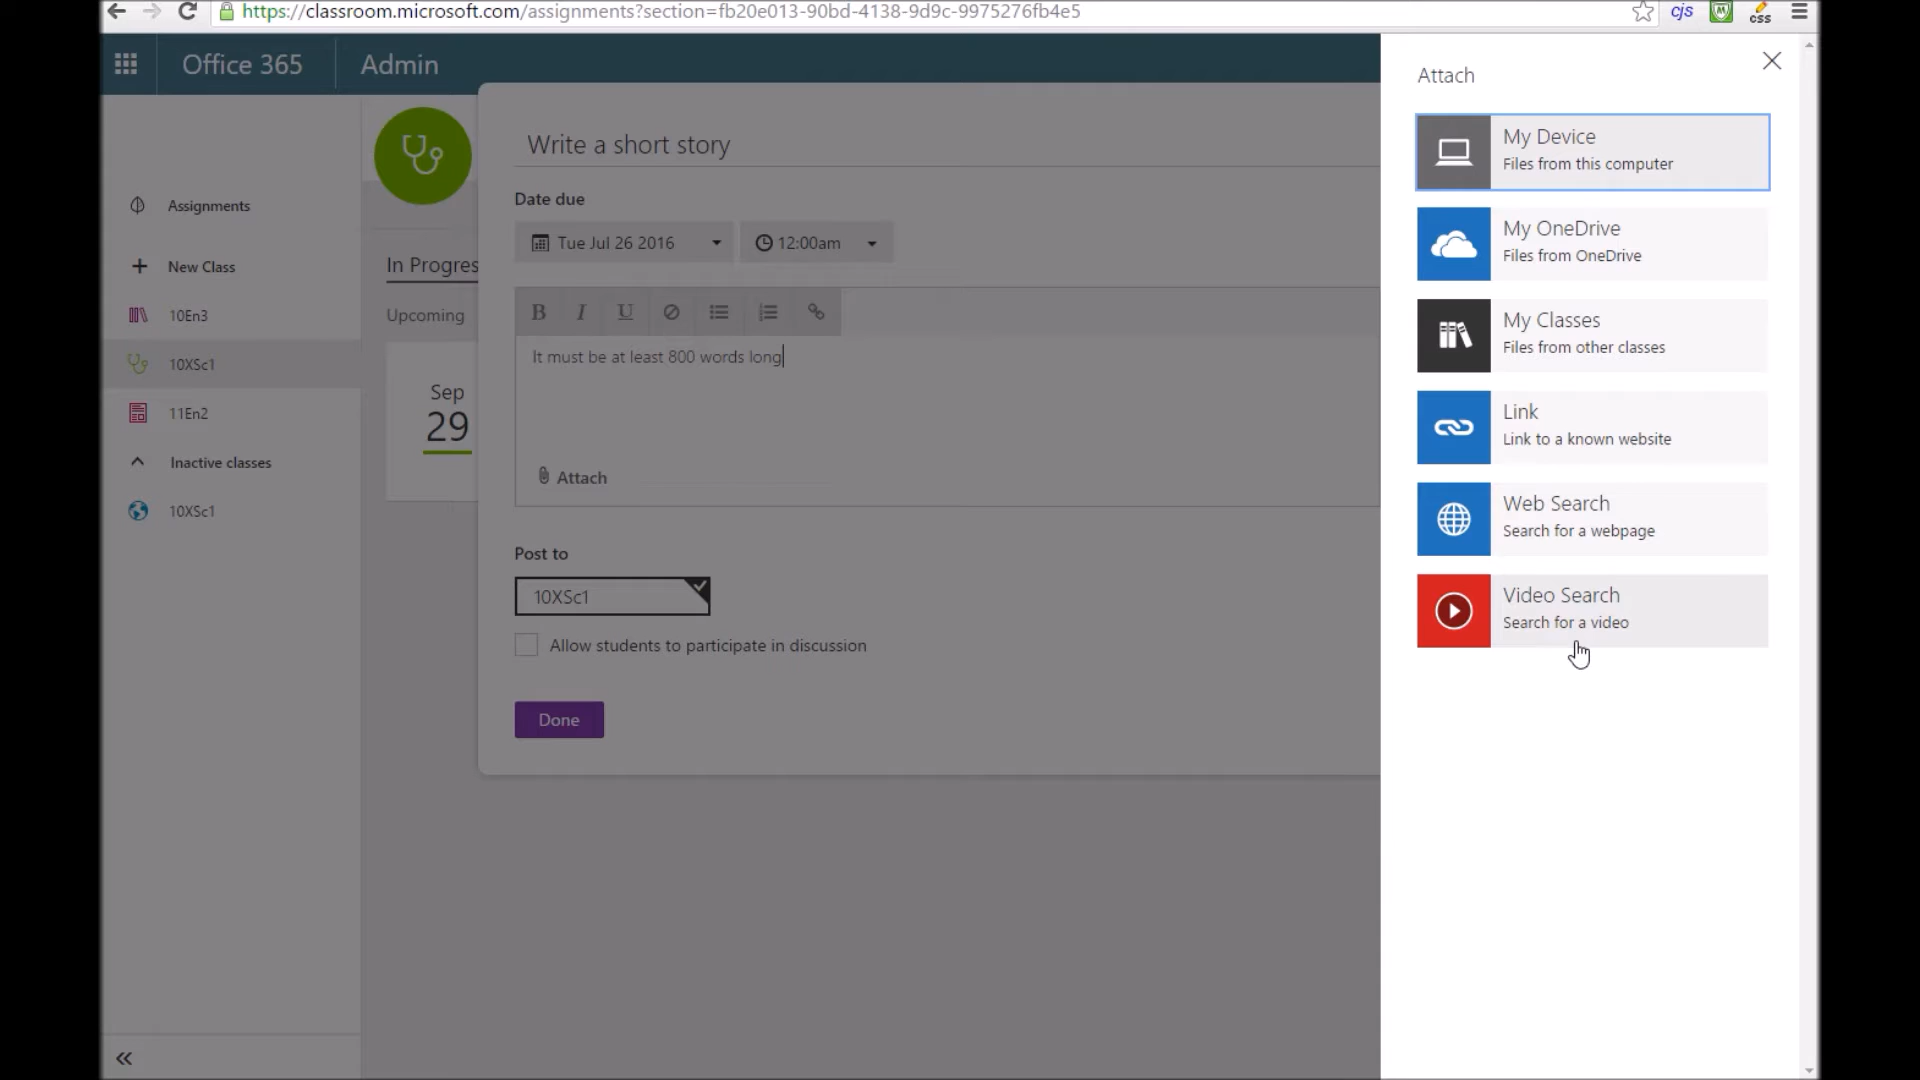 https://classroom.microsoft.com/assignments?section=fb20e013-90bd-4138-9d9c-9975276fb4e5
cjs
css
Office 365
Admin
Assignments
New Class
10En3
10XSc1
11En2
Inactive classes
10XSc1
In Progres
Upcoming
Sep
29
Write a short story
Date due
Tue Jul 26 2016
12:00am
B I U
It must be at least 800 words long
Attach
Post to
10XSc1
Allow students to participate in discussion
Done
Attach
My Device
Files from this computer
My OneDrive
Files from OneDrive
My Classes
Files from other classes
Link
Link to a known website
Web Search
Search for a webpage
Video Search
Search for a video